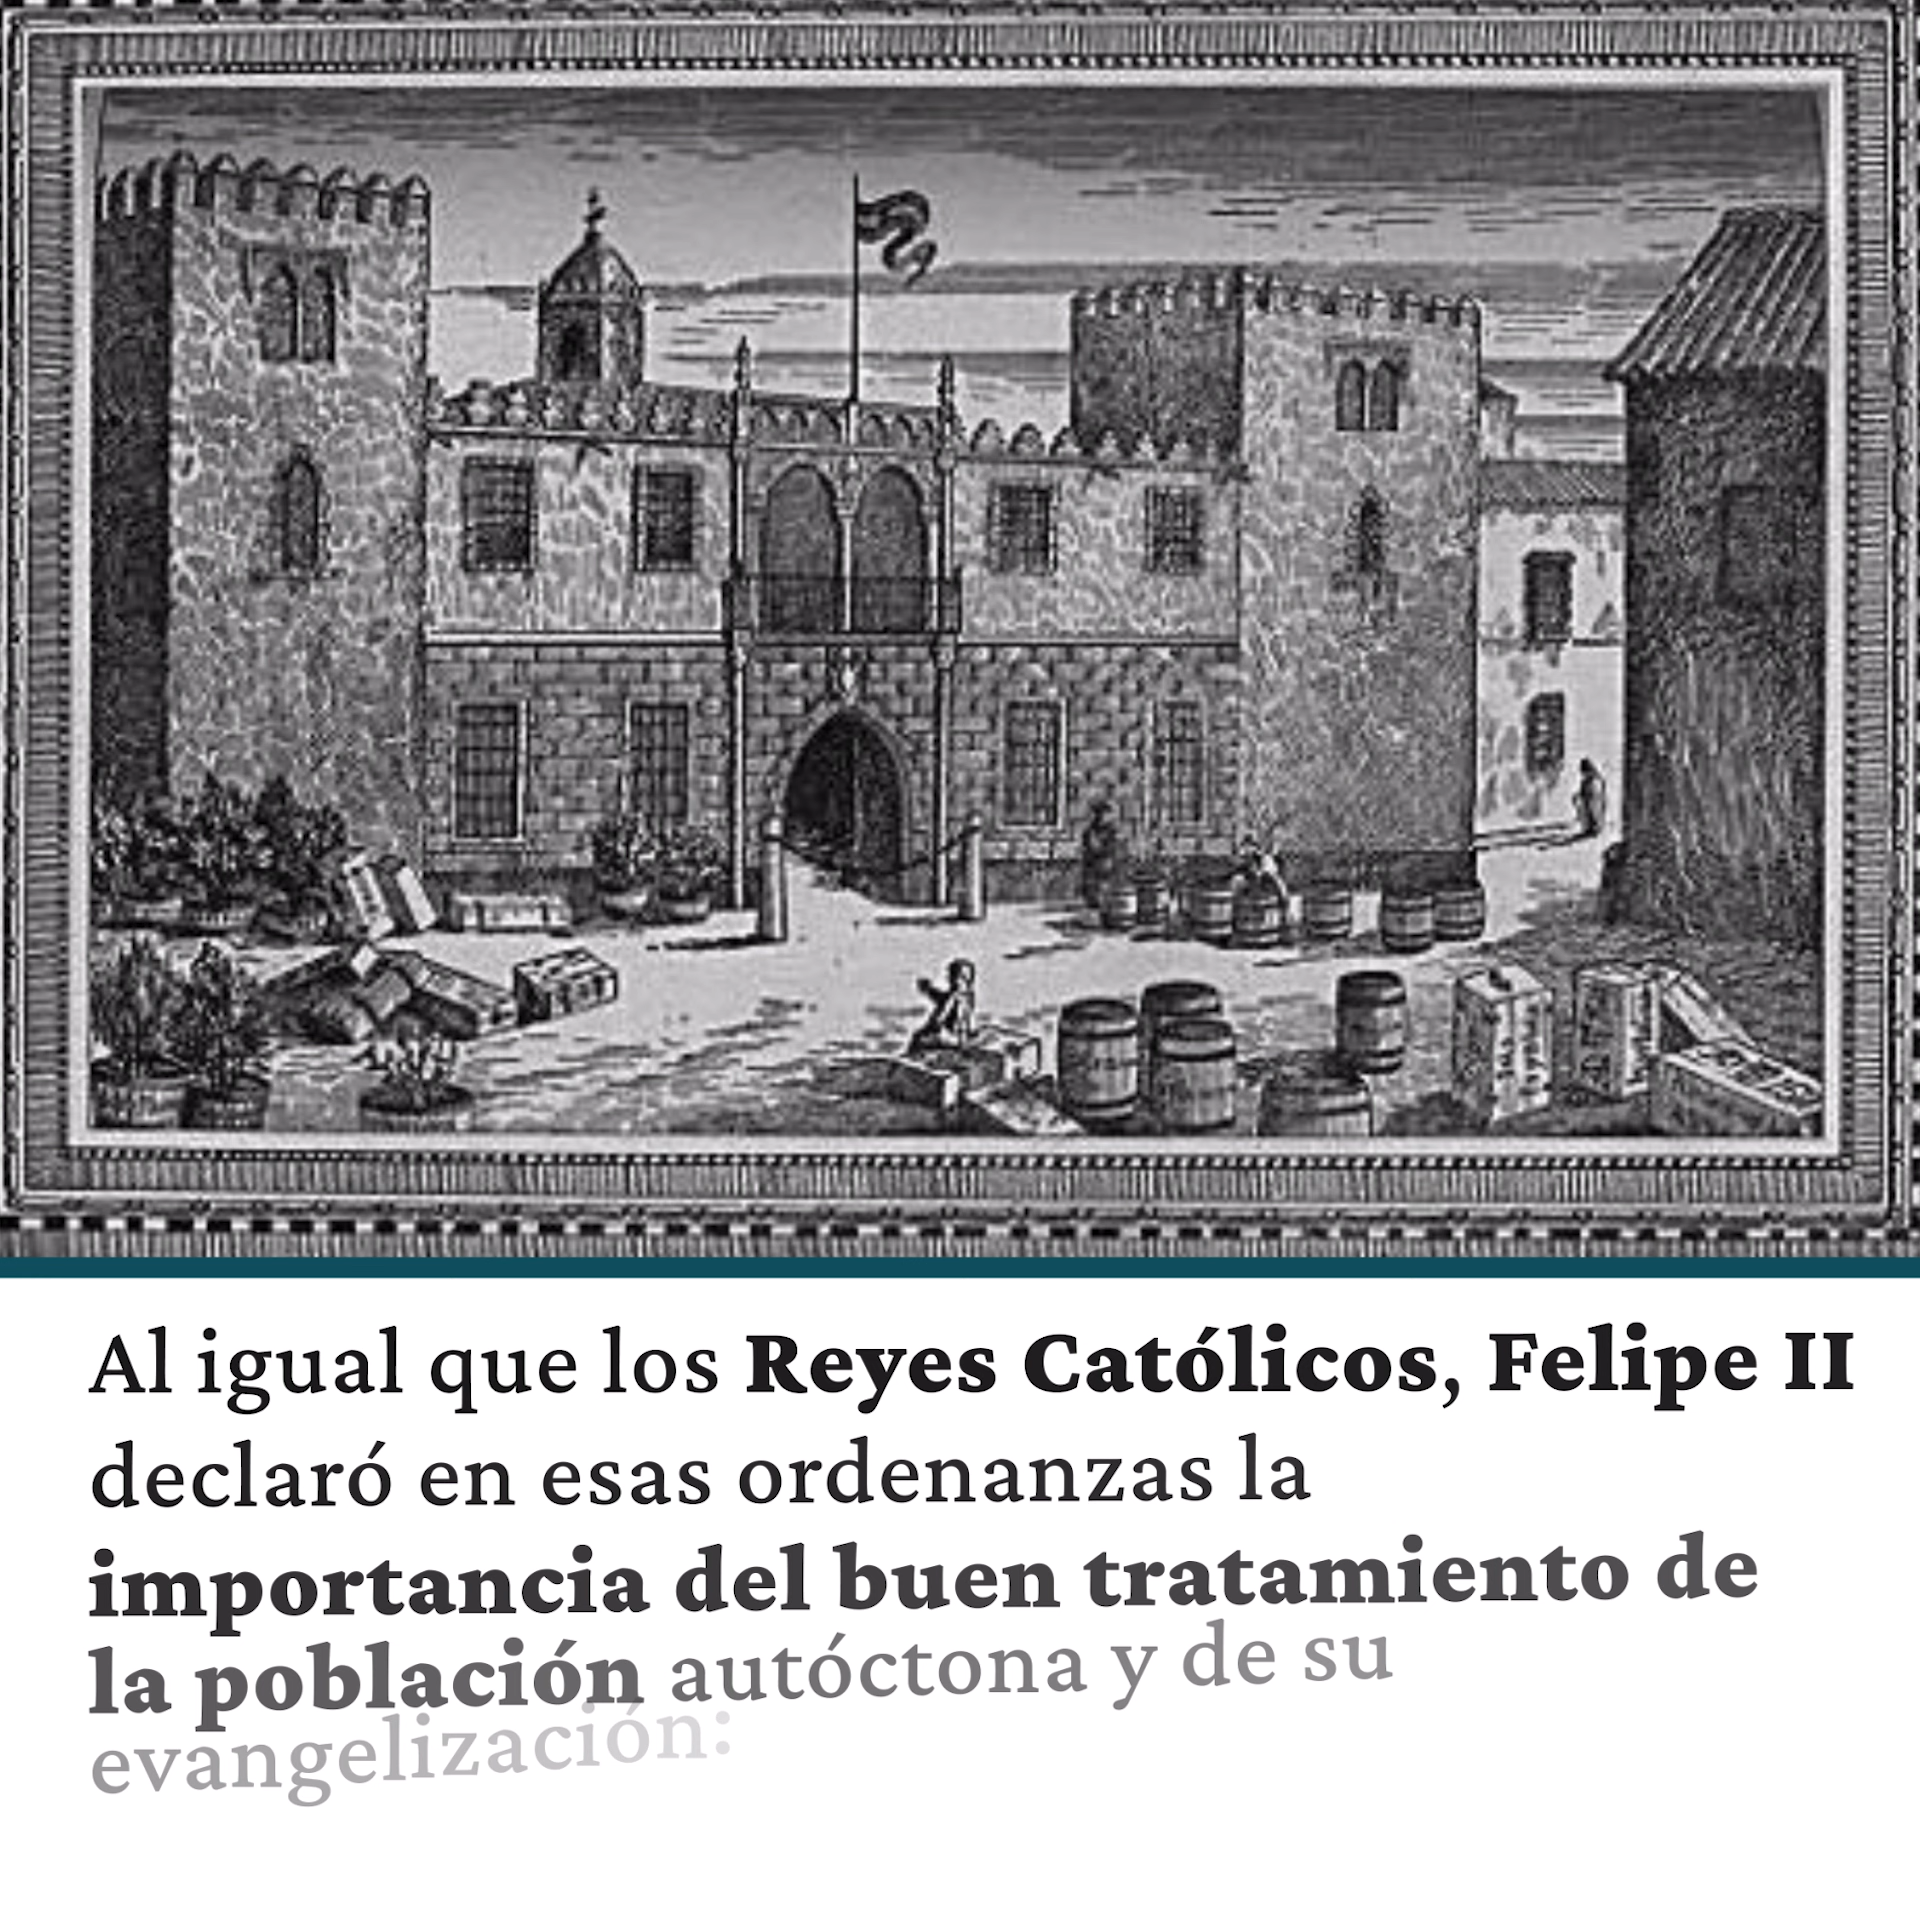 Al igual que los Reyes Católicos, Felipe II
declaró en esas ordenanzas la
importancia del buen tratamiento de
la población autóctona y de su
evangelización: